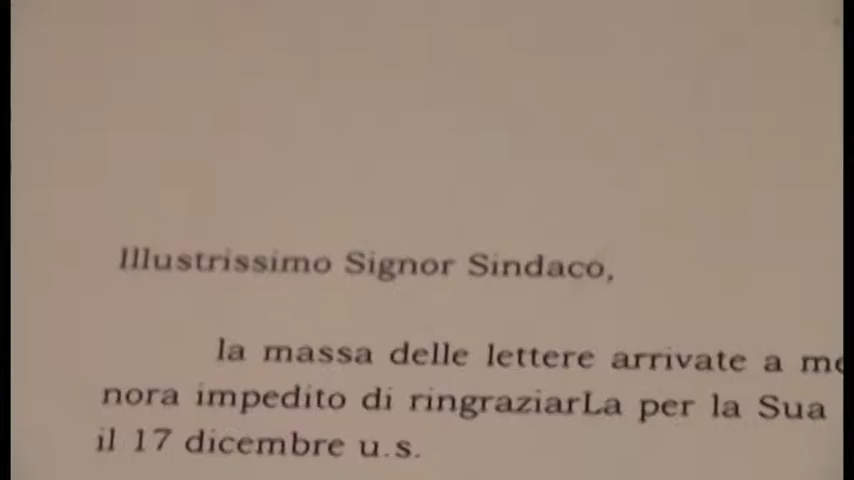 Illustrissimo Signor Sindaco,
la massa delle lettere arrivate a
nora impedito di ringraziarLa per la Sua
il 17 dicembre u.s.